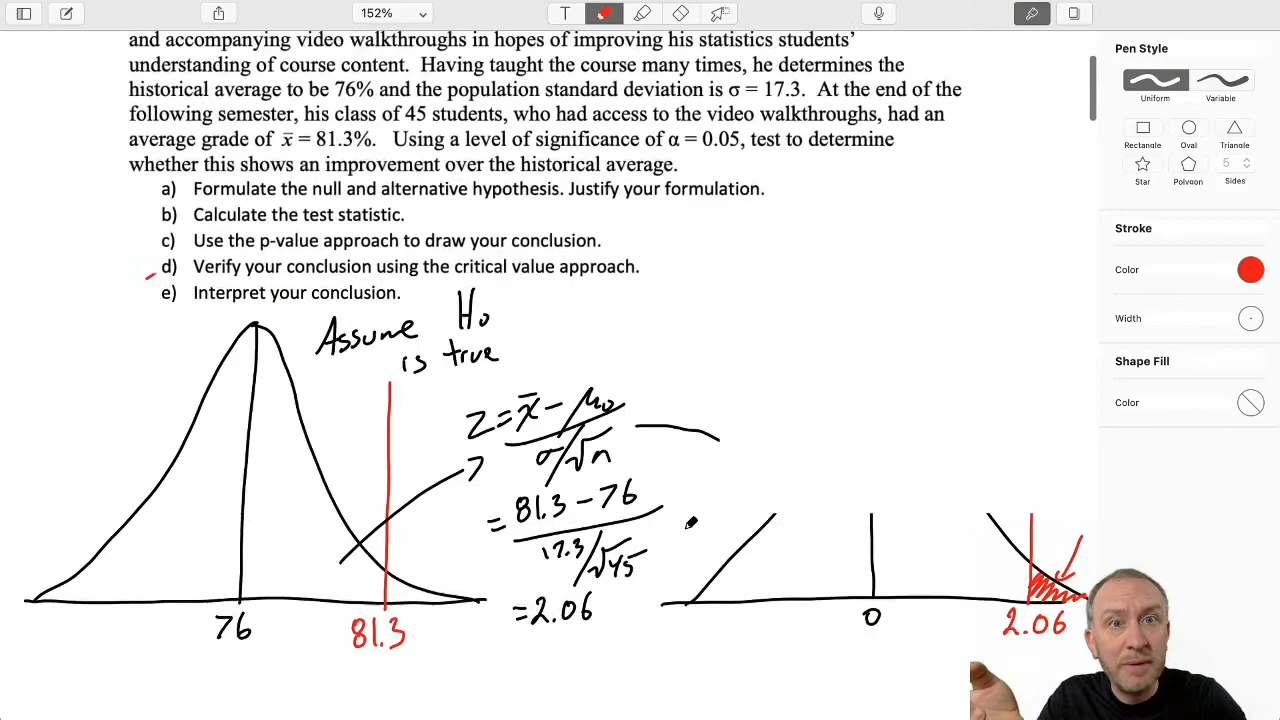 152%
T
and accompanying video walkthroughs in hopes of improving his statistics students’
understanding of course content. Having taught the course many times, he determines the
historical average to be 76% and the population standard deviation is σ = 17.3. At the end of the
following semester, his class of 45 students, who had access to the video walkthroughs, had an
average grade of x̄ = 81.3%. Using a level of significance of α = 0.05, test to determine
whether this shows an improvement over the historical average.
a) Formulate the null and alternative hypothesis. Justify your formulation.
b) Calculate the test statistic.
c) Use the p-value approach to draw your conclusion.
d) Verify your conclusion using the critical value approach.
e) Interpret your conclusion.
Assume H₀
is true
Z = x̄ − μ₀
σ/√n
= 81.3 − 76
17.3/√45
= 2.06
76
81.3
0
2.06
Pen Style
Uniform Variable
Rectangle Oval Triangle
Star Polygon 5 Sides
Stroke
Color
Width
Shape Fill
Color